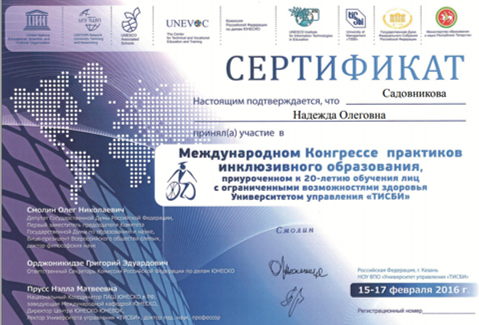 UNEVOC
СЕРТИФИКАТ
Настоящим подтверждается, что Садовникова
Надежда Олеговна
принял(а) участие в
Международном Конгрессе практиков
инклюзивного образования,
приуроченном к 20-летию обучения лиц
с ограниченными возможностями здоровья
Университетом управления «ТИСБИ»
Смолин Олег Николаевич
Депутат Государственной Думы Российской Федерации,
Первый заместитель председателя Комитета
Государственной Думы по образованию и науке,
Вице-президент Всероссийского общества слепых,
доктор философских наук
Смолин
Орджоникидзе Григорий Эдуардович
Ответственный Секретарь Комиссии Российской Федерации по делам ЮНЕСКО
Прусс Нэлла Матвеевна
Национальный Координатор ПАШ ЮНЕСКО в РФ,
заведующая Международной кафедрой ЮНЕСКО,
Директор Центра ЮНЕСКО-ЮНЕВОК,
Ректор Университета управления «ТИСБИ», доктор пед. наук, профессор
Российская Федерация, г. Казань
НОУ ВПО «Университет управления «ТИСБИ»
15-17 февраля 2016 г.
Регистрационный номер